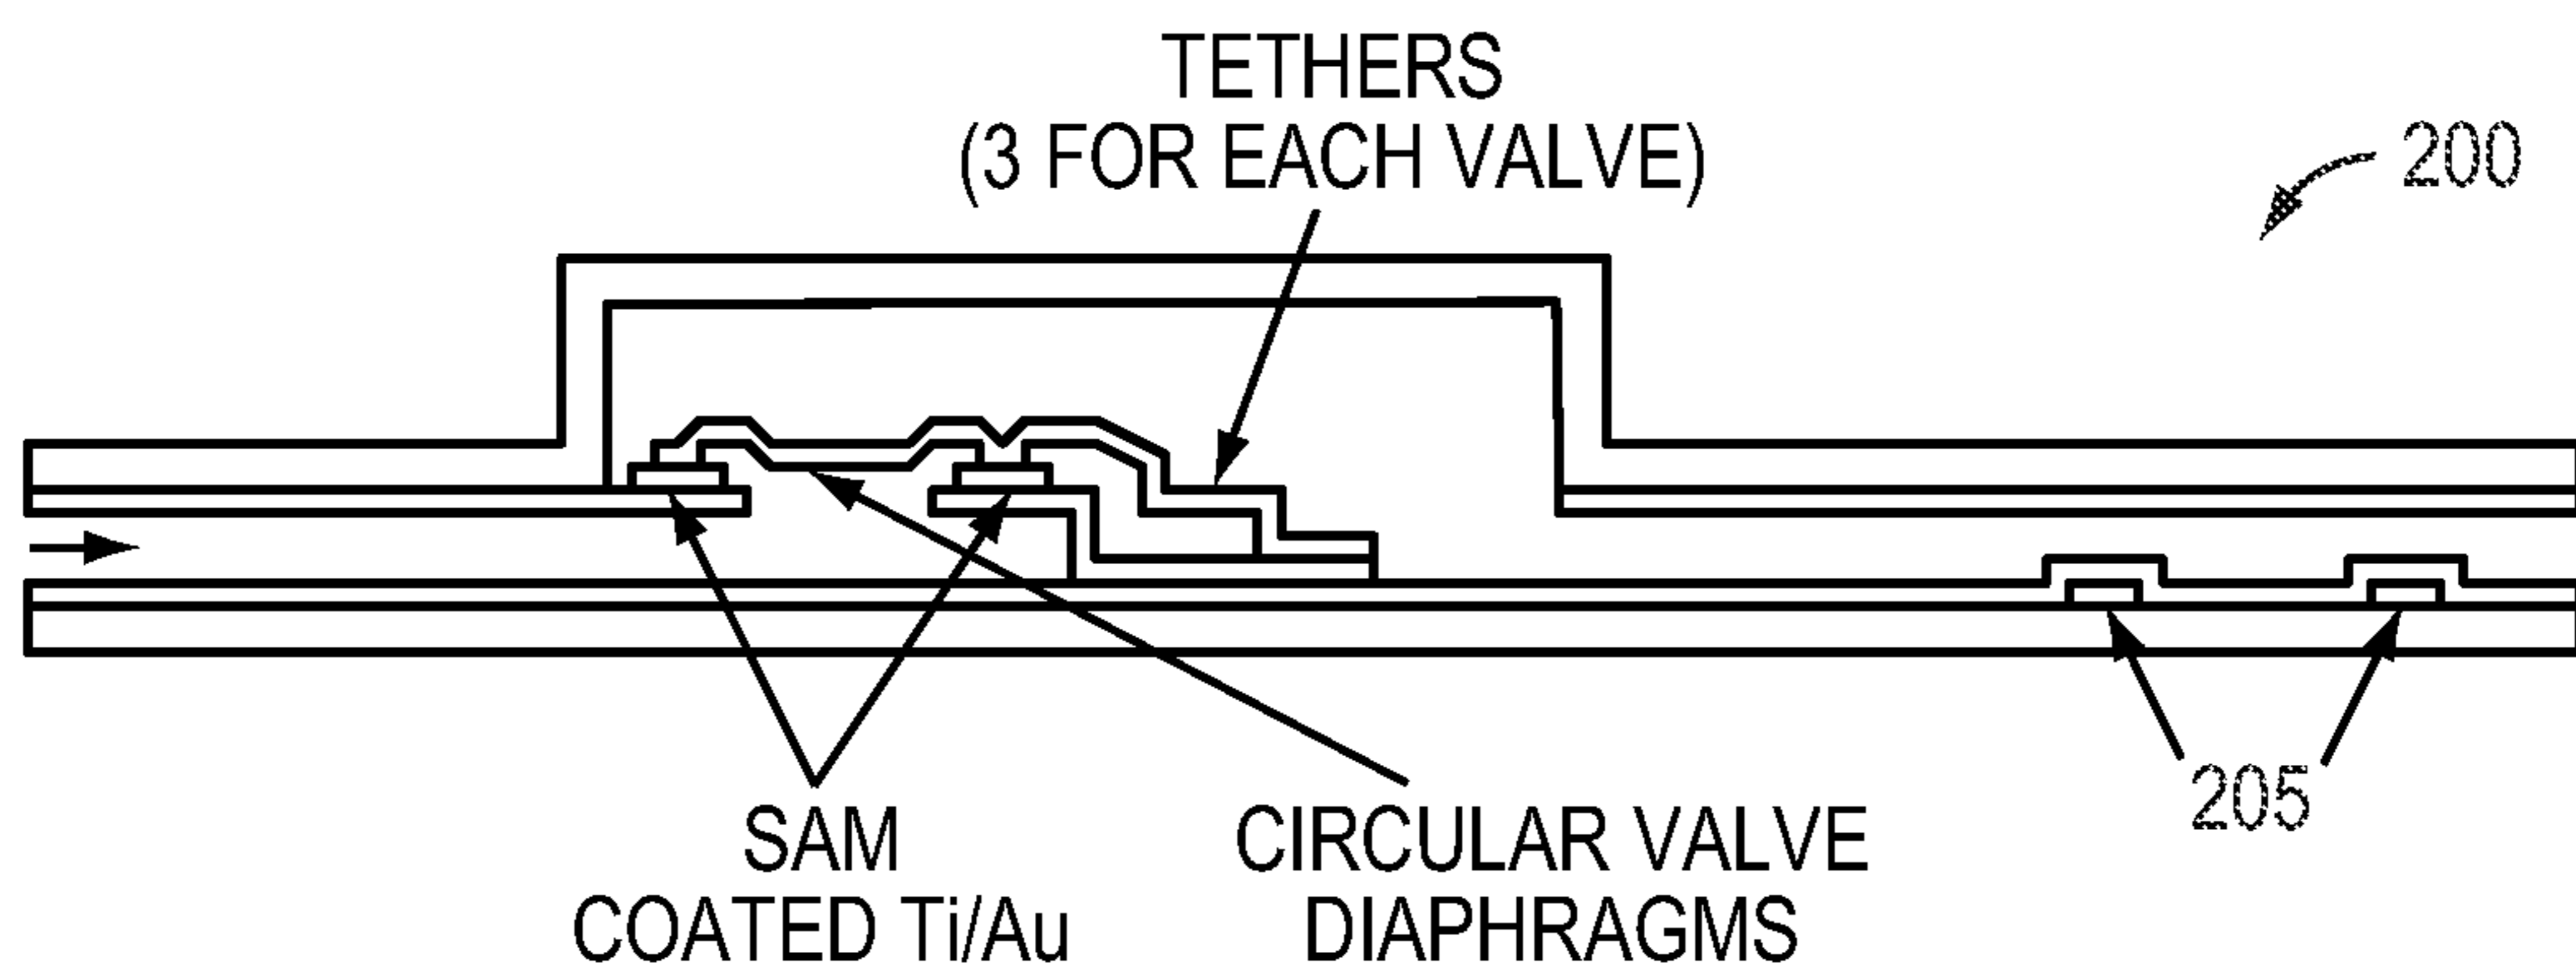 TETHERS
(3 FOR EACH VALVE)
200
205
SAM
COATED Ti/Au
CIRCULAR VALVE
DIAPHRAGMS